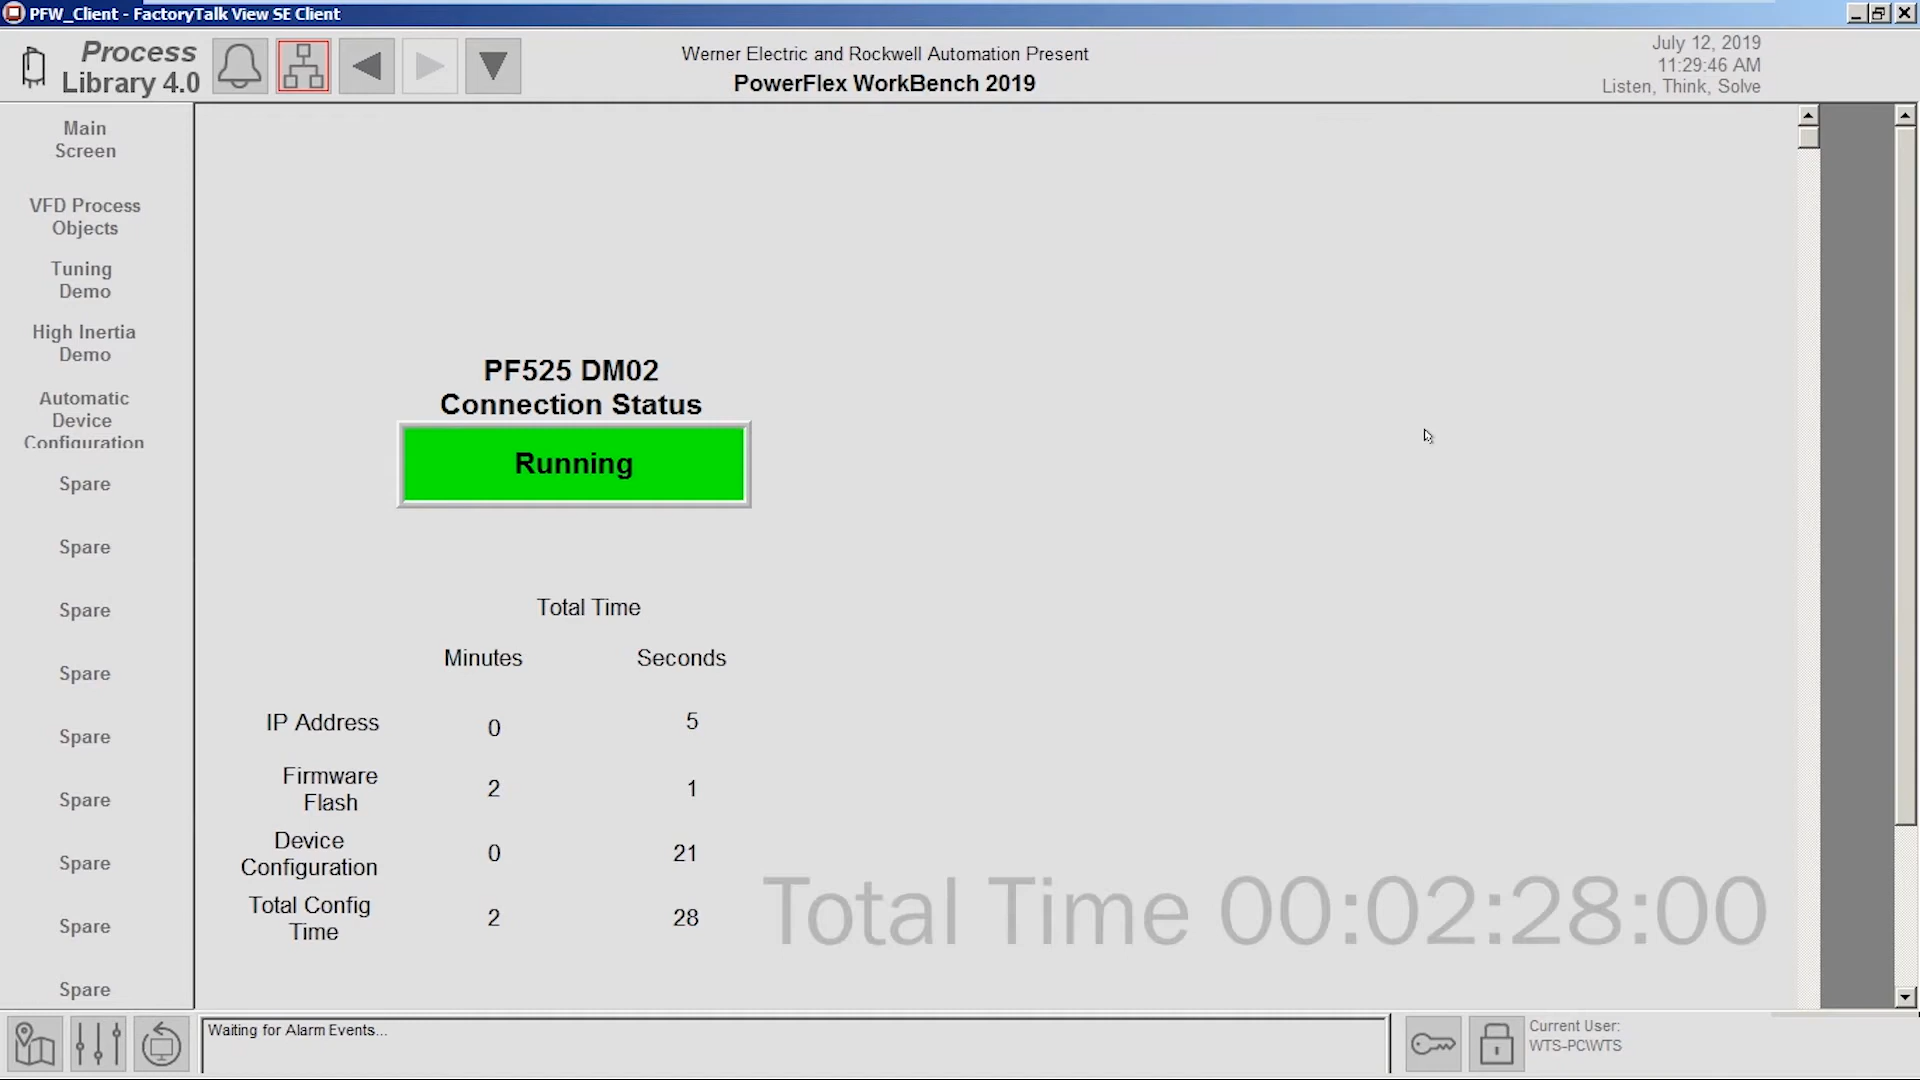 PFW_Client - FactoryTalk View SE Client
Process
Library 4.0
Werner Electric and Rockwell Automation Present
PowerFlex WorkBench 2019
July 12, 2019
11:29:46 AM
Listen, Think, Solve
Main
Screen
VFD Process
Objects
Tuning
Demo
High Inertia
Demo
Automatic
Device
Configuration
Spare
Spare
Spare
Spare
Spare
Spare
Spare
Spare
Spare
PF525 DM02
Connection Status
Running
Total Time
Minutes Seconds
IP Address 0 5
Firmware
Flash 2 1
Device
Configuration 0 21
Total Config
Time 2 28
Total Time 00:02:28:00
Waiting for Alarm Events...
Current User:
WTS-PC\WTS